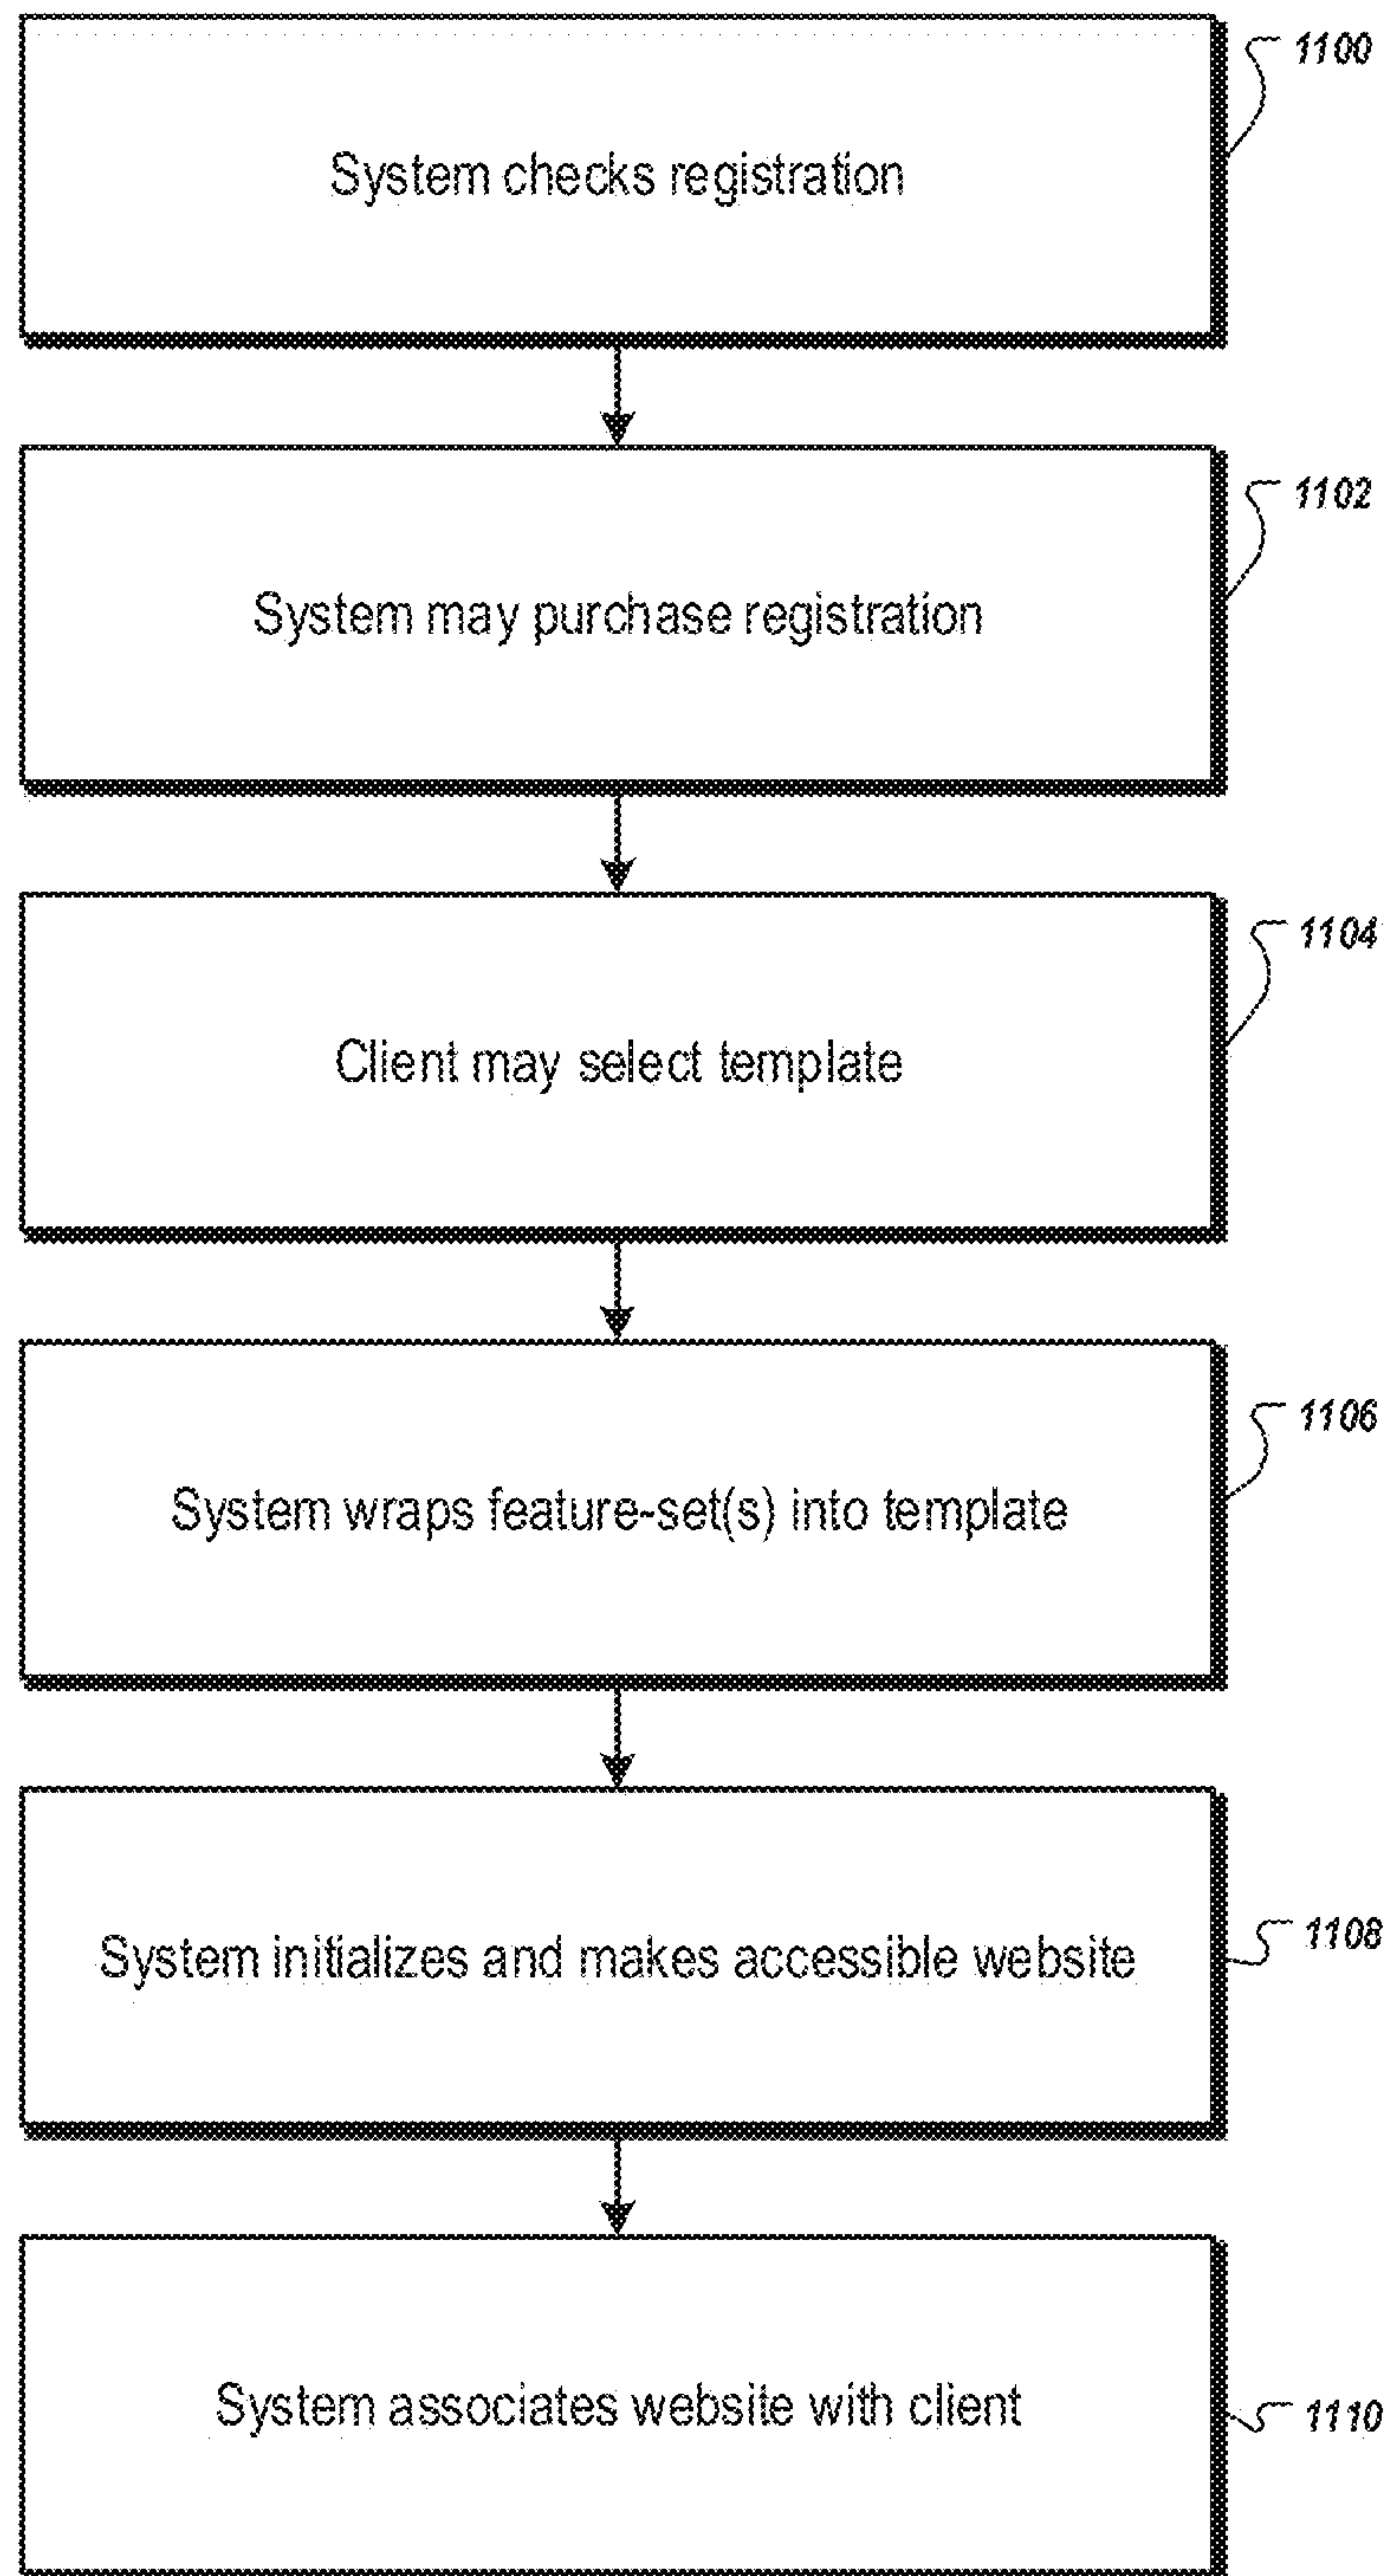 1100
System checks registration
1102
System may purchase registration
1104
Client may select template
1106
System wraps feature-set(s) into template
1108
System initializes and makes accessible website
1110
System associates website with client